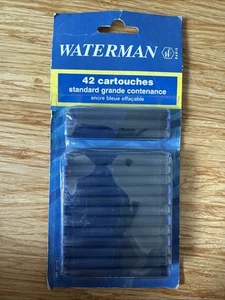 WATERMAN
42 cartouches
standard grande contenance
encre bleue effaçable